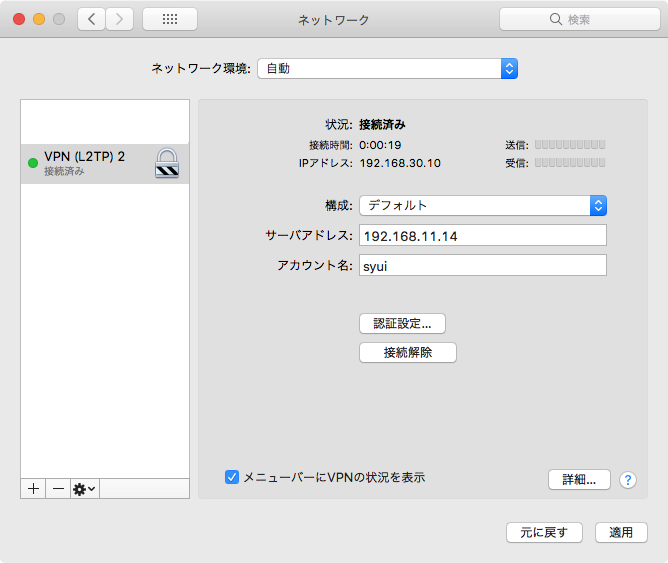 ネットワーク
検索
ネットワーク環境: 自動
状況: 接続済み
接続時間: 0:00:19 送信:
IPアドレス: 192.168.30.10 受信:
VPN (L2TP) 2
接続済み
構成: デフォルト
サーバアドレス: 192.168.11.14
アカウント名: syui
認証設定...
接続解除
メニューバーにVPNの状況を表示
詳細... ?
元に戻す 適用